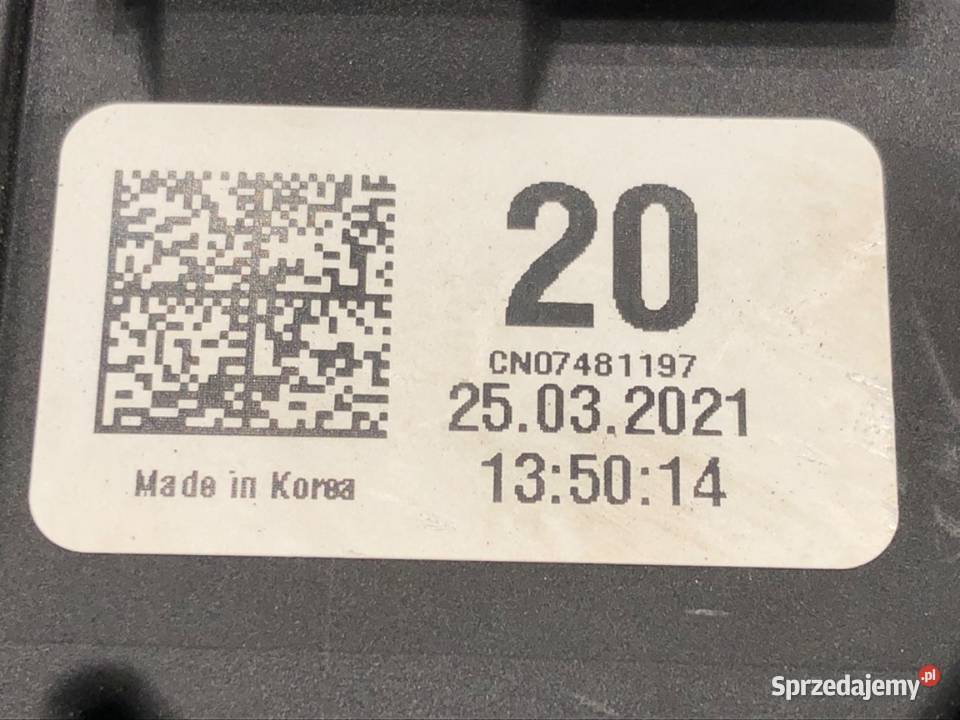 20
CN07481197
25.03.2021
13:50:14
Made in Korea
Sprzedajemy.pl